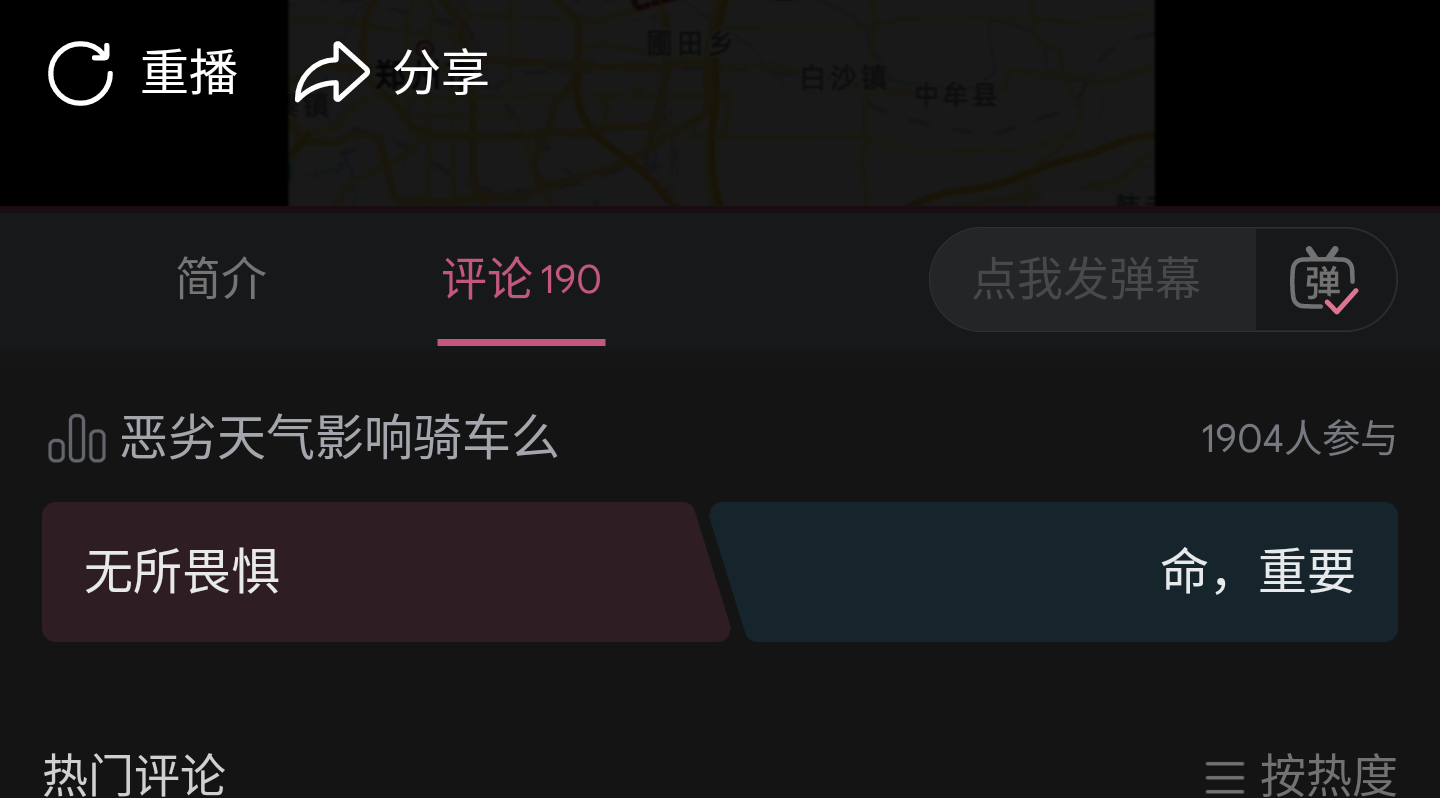 重播 分享
圃田乡
白沙镇
中牟县
郑
镇
简介 评论 190 点我发弹幕 弹
恶劣天气影响骑车么 1904人参与
无所畏惧 命，重要
热门评论 按热度